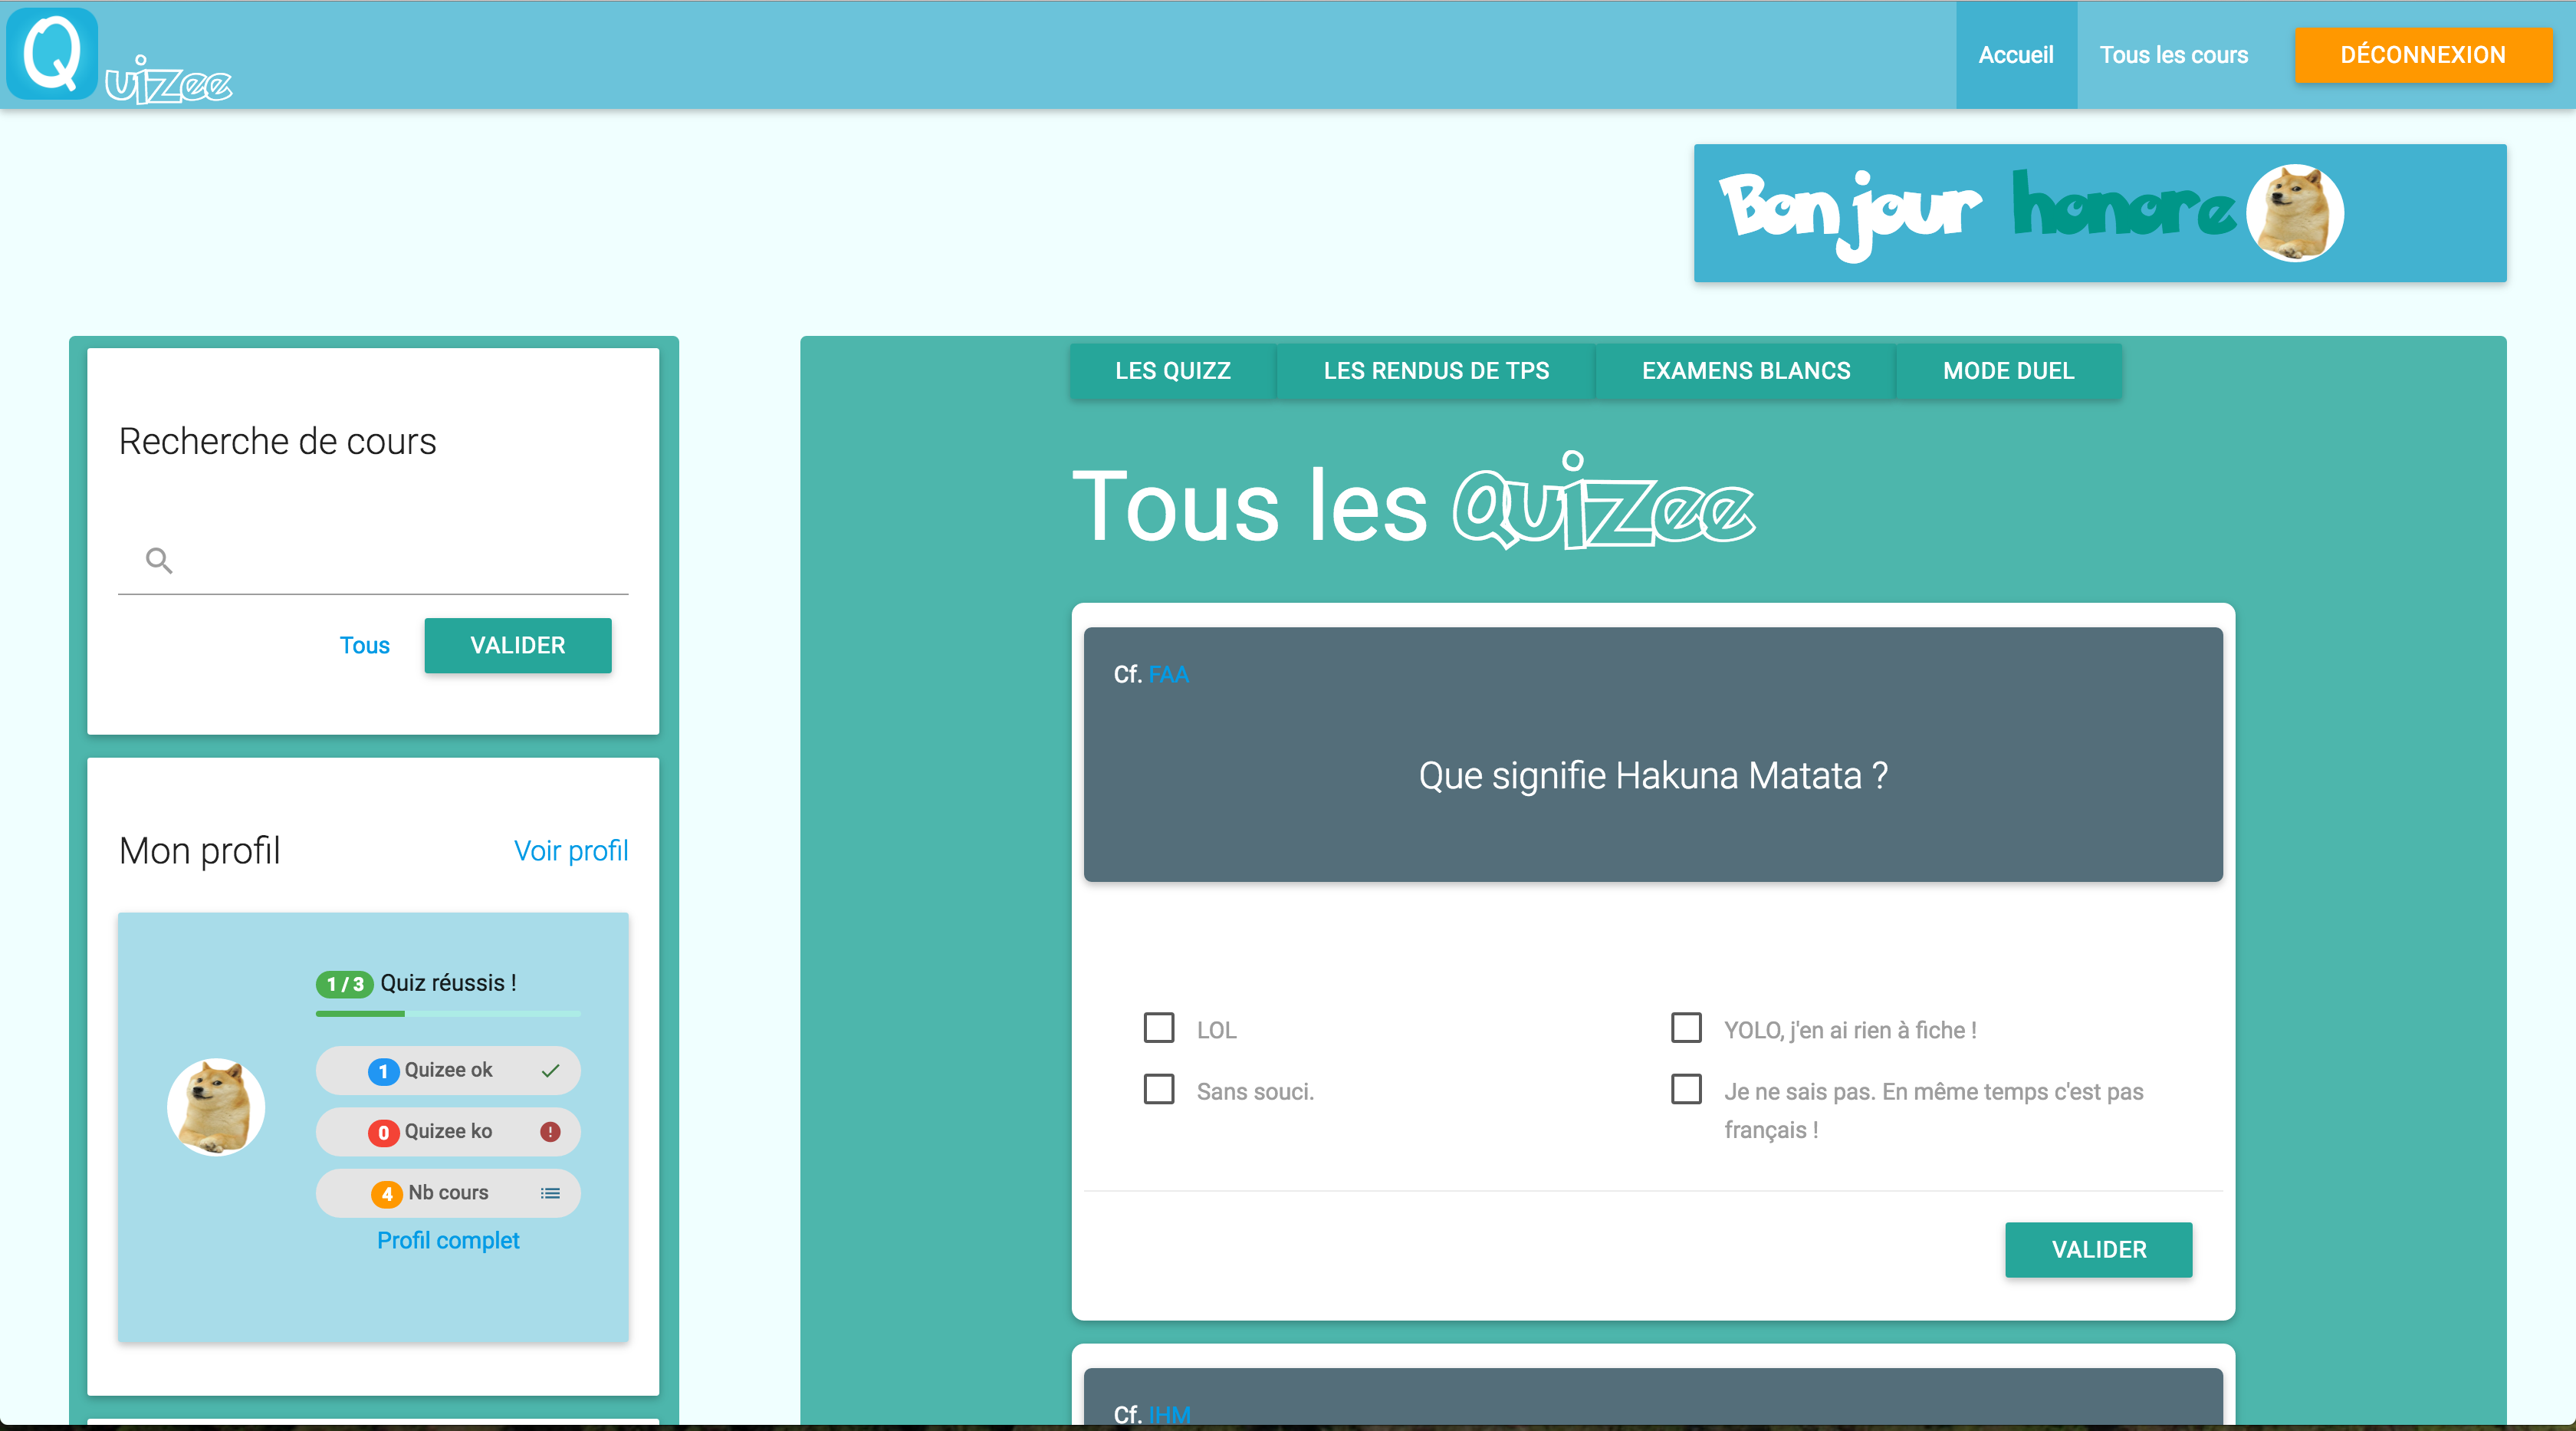 Quizee
Accueil
Tous les cours
DÉCONNEXION
Bonjour honore
Recherche de cours
Tous
VALIDER
Mon profil
Voir profil
1 / 3 Quiz réussis !
1 Quizee ok
0 Quizee ko
4 Nb cours
Profil complet
LES QUIZZ
LES RENDUS DE TPS
EXAMENS BLANCS
MODE DUEL
Tous les Quizee
Cf. FAA
Que signifie Hakuna Matata ?
LOL
YOLO, j'en ai rien à fiche !
Sans souci.
Je ne sais pas. En même temps c'est pas
français !
VALIDER
Cf. IHM